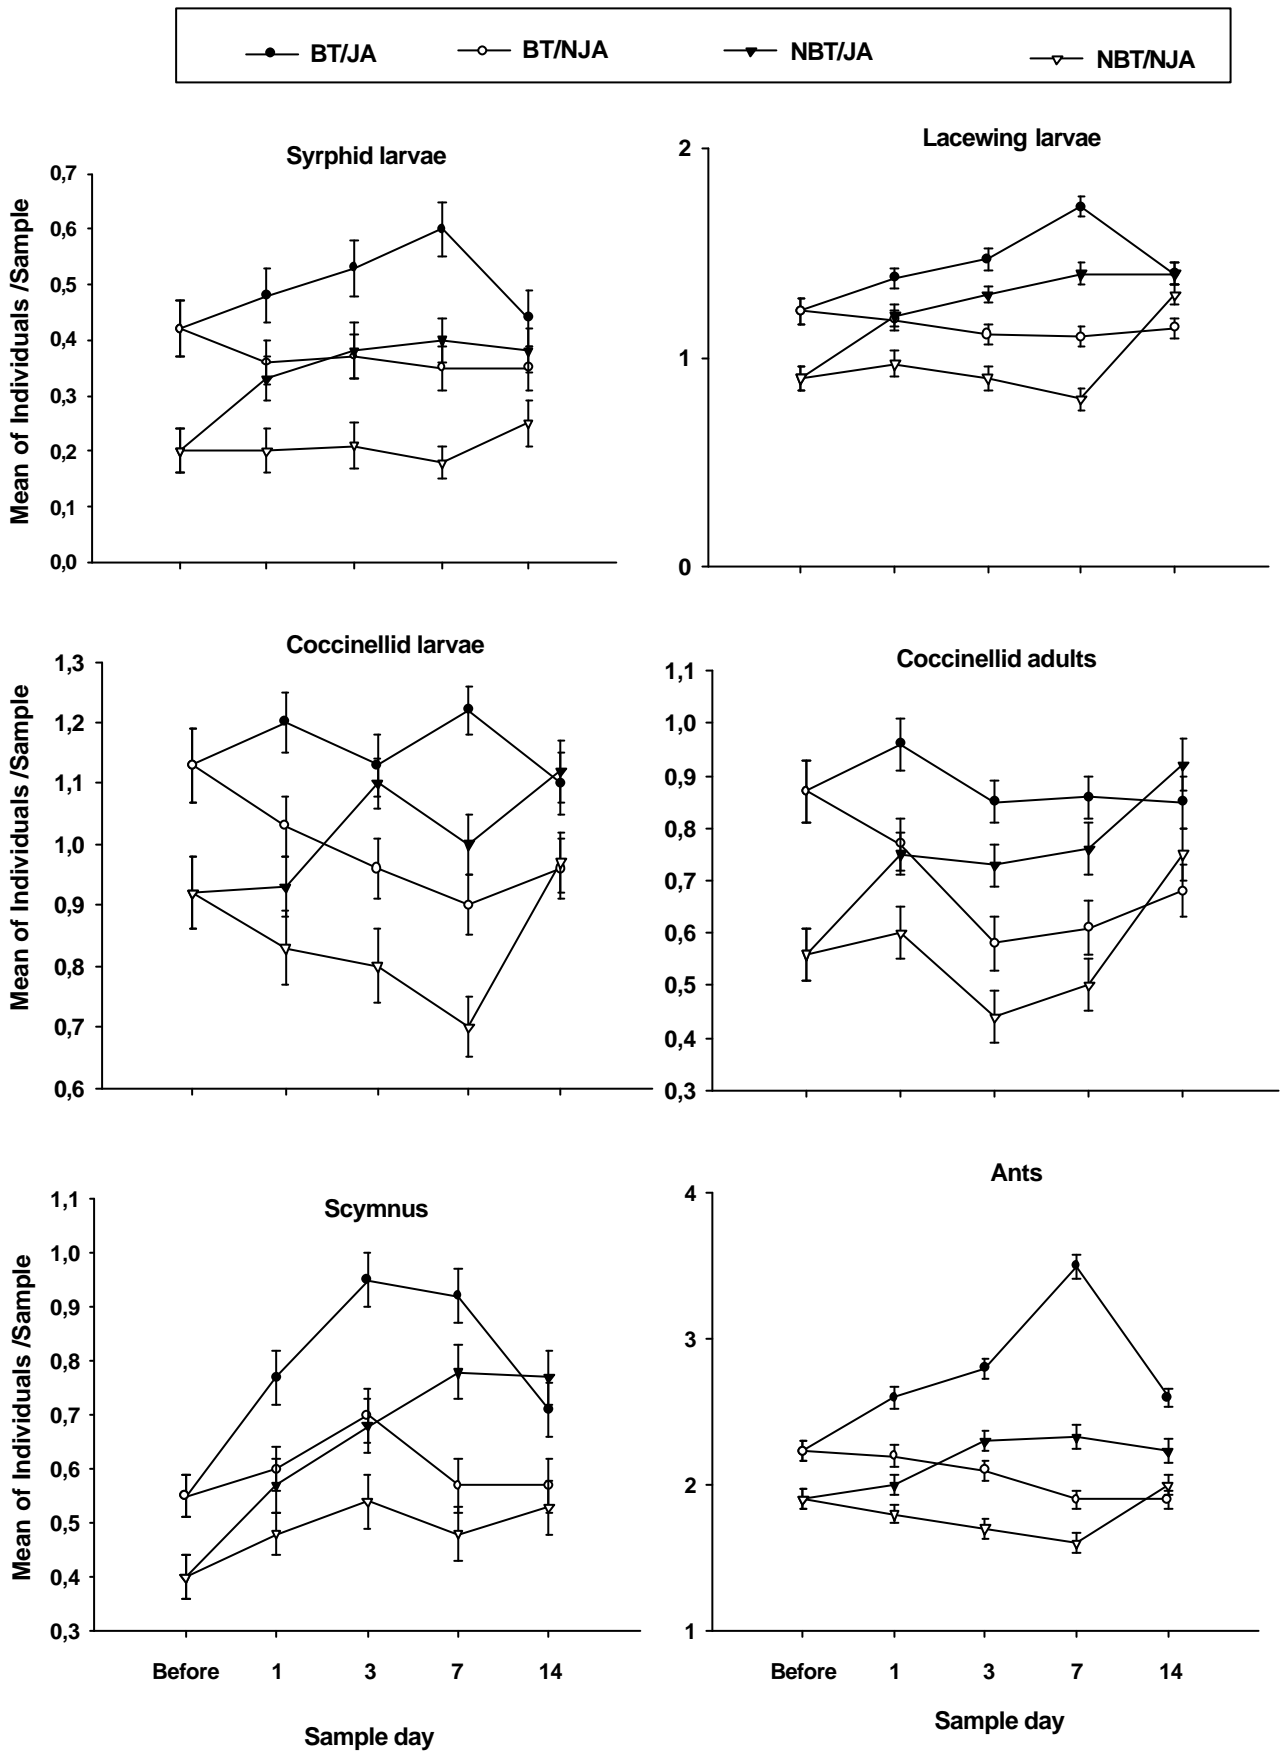 BT/JA BT/NJA NBT/JA NBT/NJA
Syrphid larvae
Mean of Individuals /Sample
0,7
0,6
0,5
0,4
0,3
0,2
0,1
0,0
Lacewing larvae
2
1
0
Coccinellid larvae
Mean of Individuals /Sample
1,3
1,2
1,1
1,0
0,9
0,8
0,7
0,6
Coccinellid adults
1,1
1,0
0,9
0,8
0,7
0,6
0,5
0,4
0,3
Scymnus
Mean of Individuals /Sample
1,1
1,0
0,9
0,8
0,7
0,6
0,5
0,4
0,3
Before 1 3 7 14
Sample day
Ants
4
3
2
1
Before 1 3 7 14
Sample day